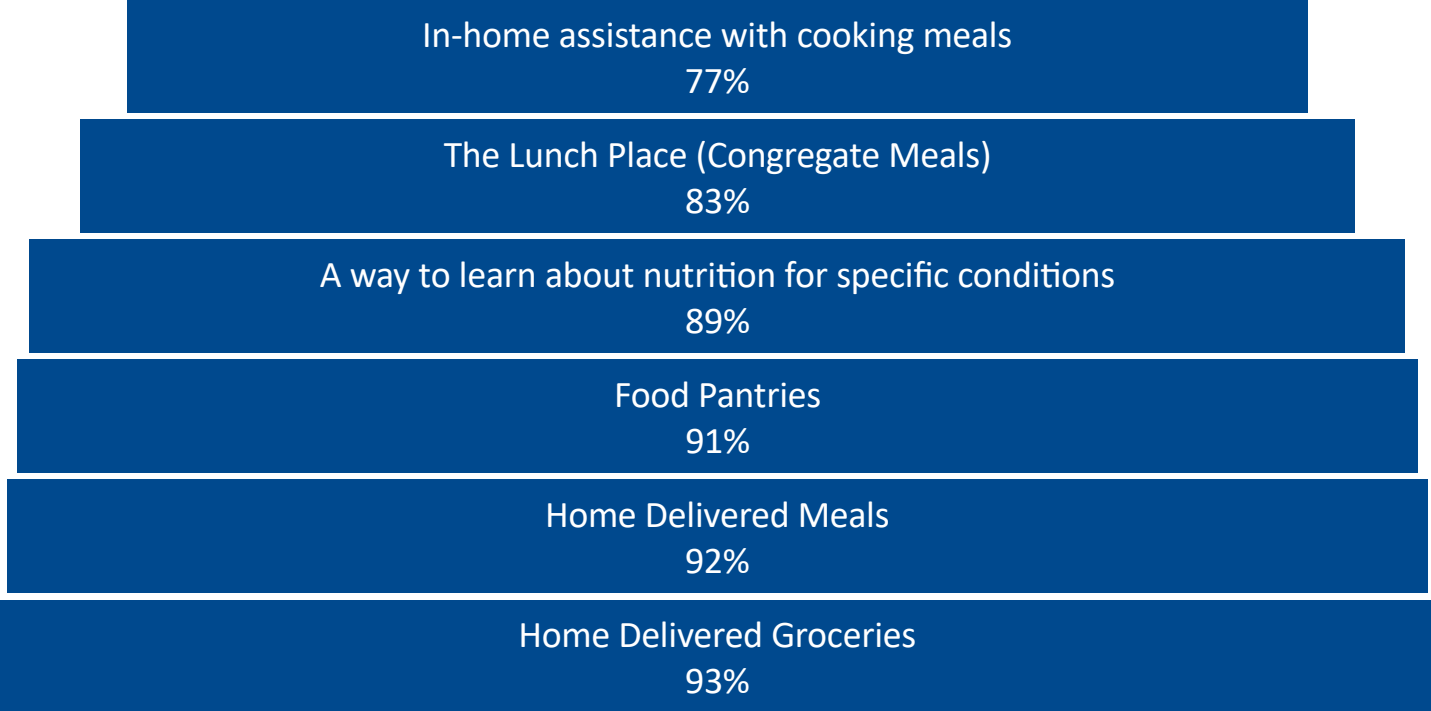 In-home assistance with cooking meals
77%
The Lunch Place (Congregate Meals)
83%
A way to learn about nutrition for specific conditions
89%
Food Pantries
91%
Home Delivered Meals
92%
Home Delivered Groceries
93%